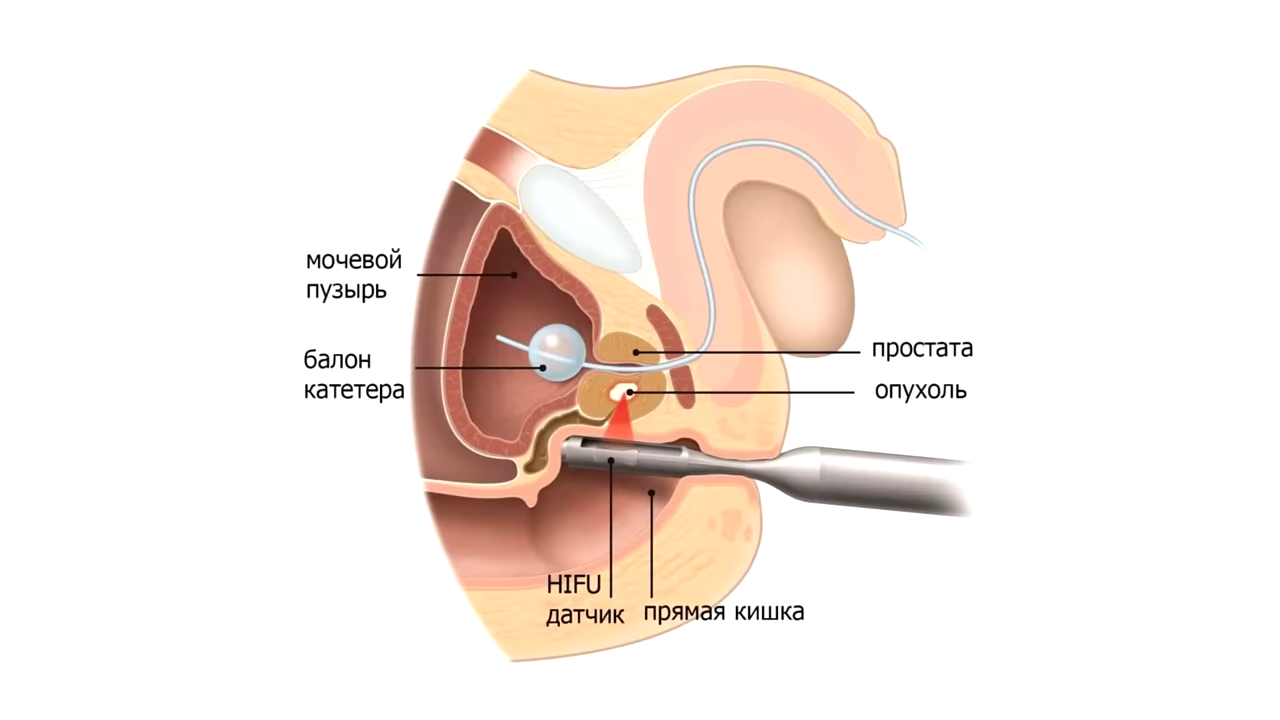 мочевой
пузырь
балон
катетера
простата
опухоль
HIFU
датчик
прямая кишка